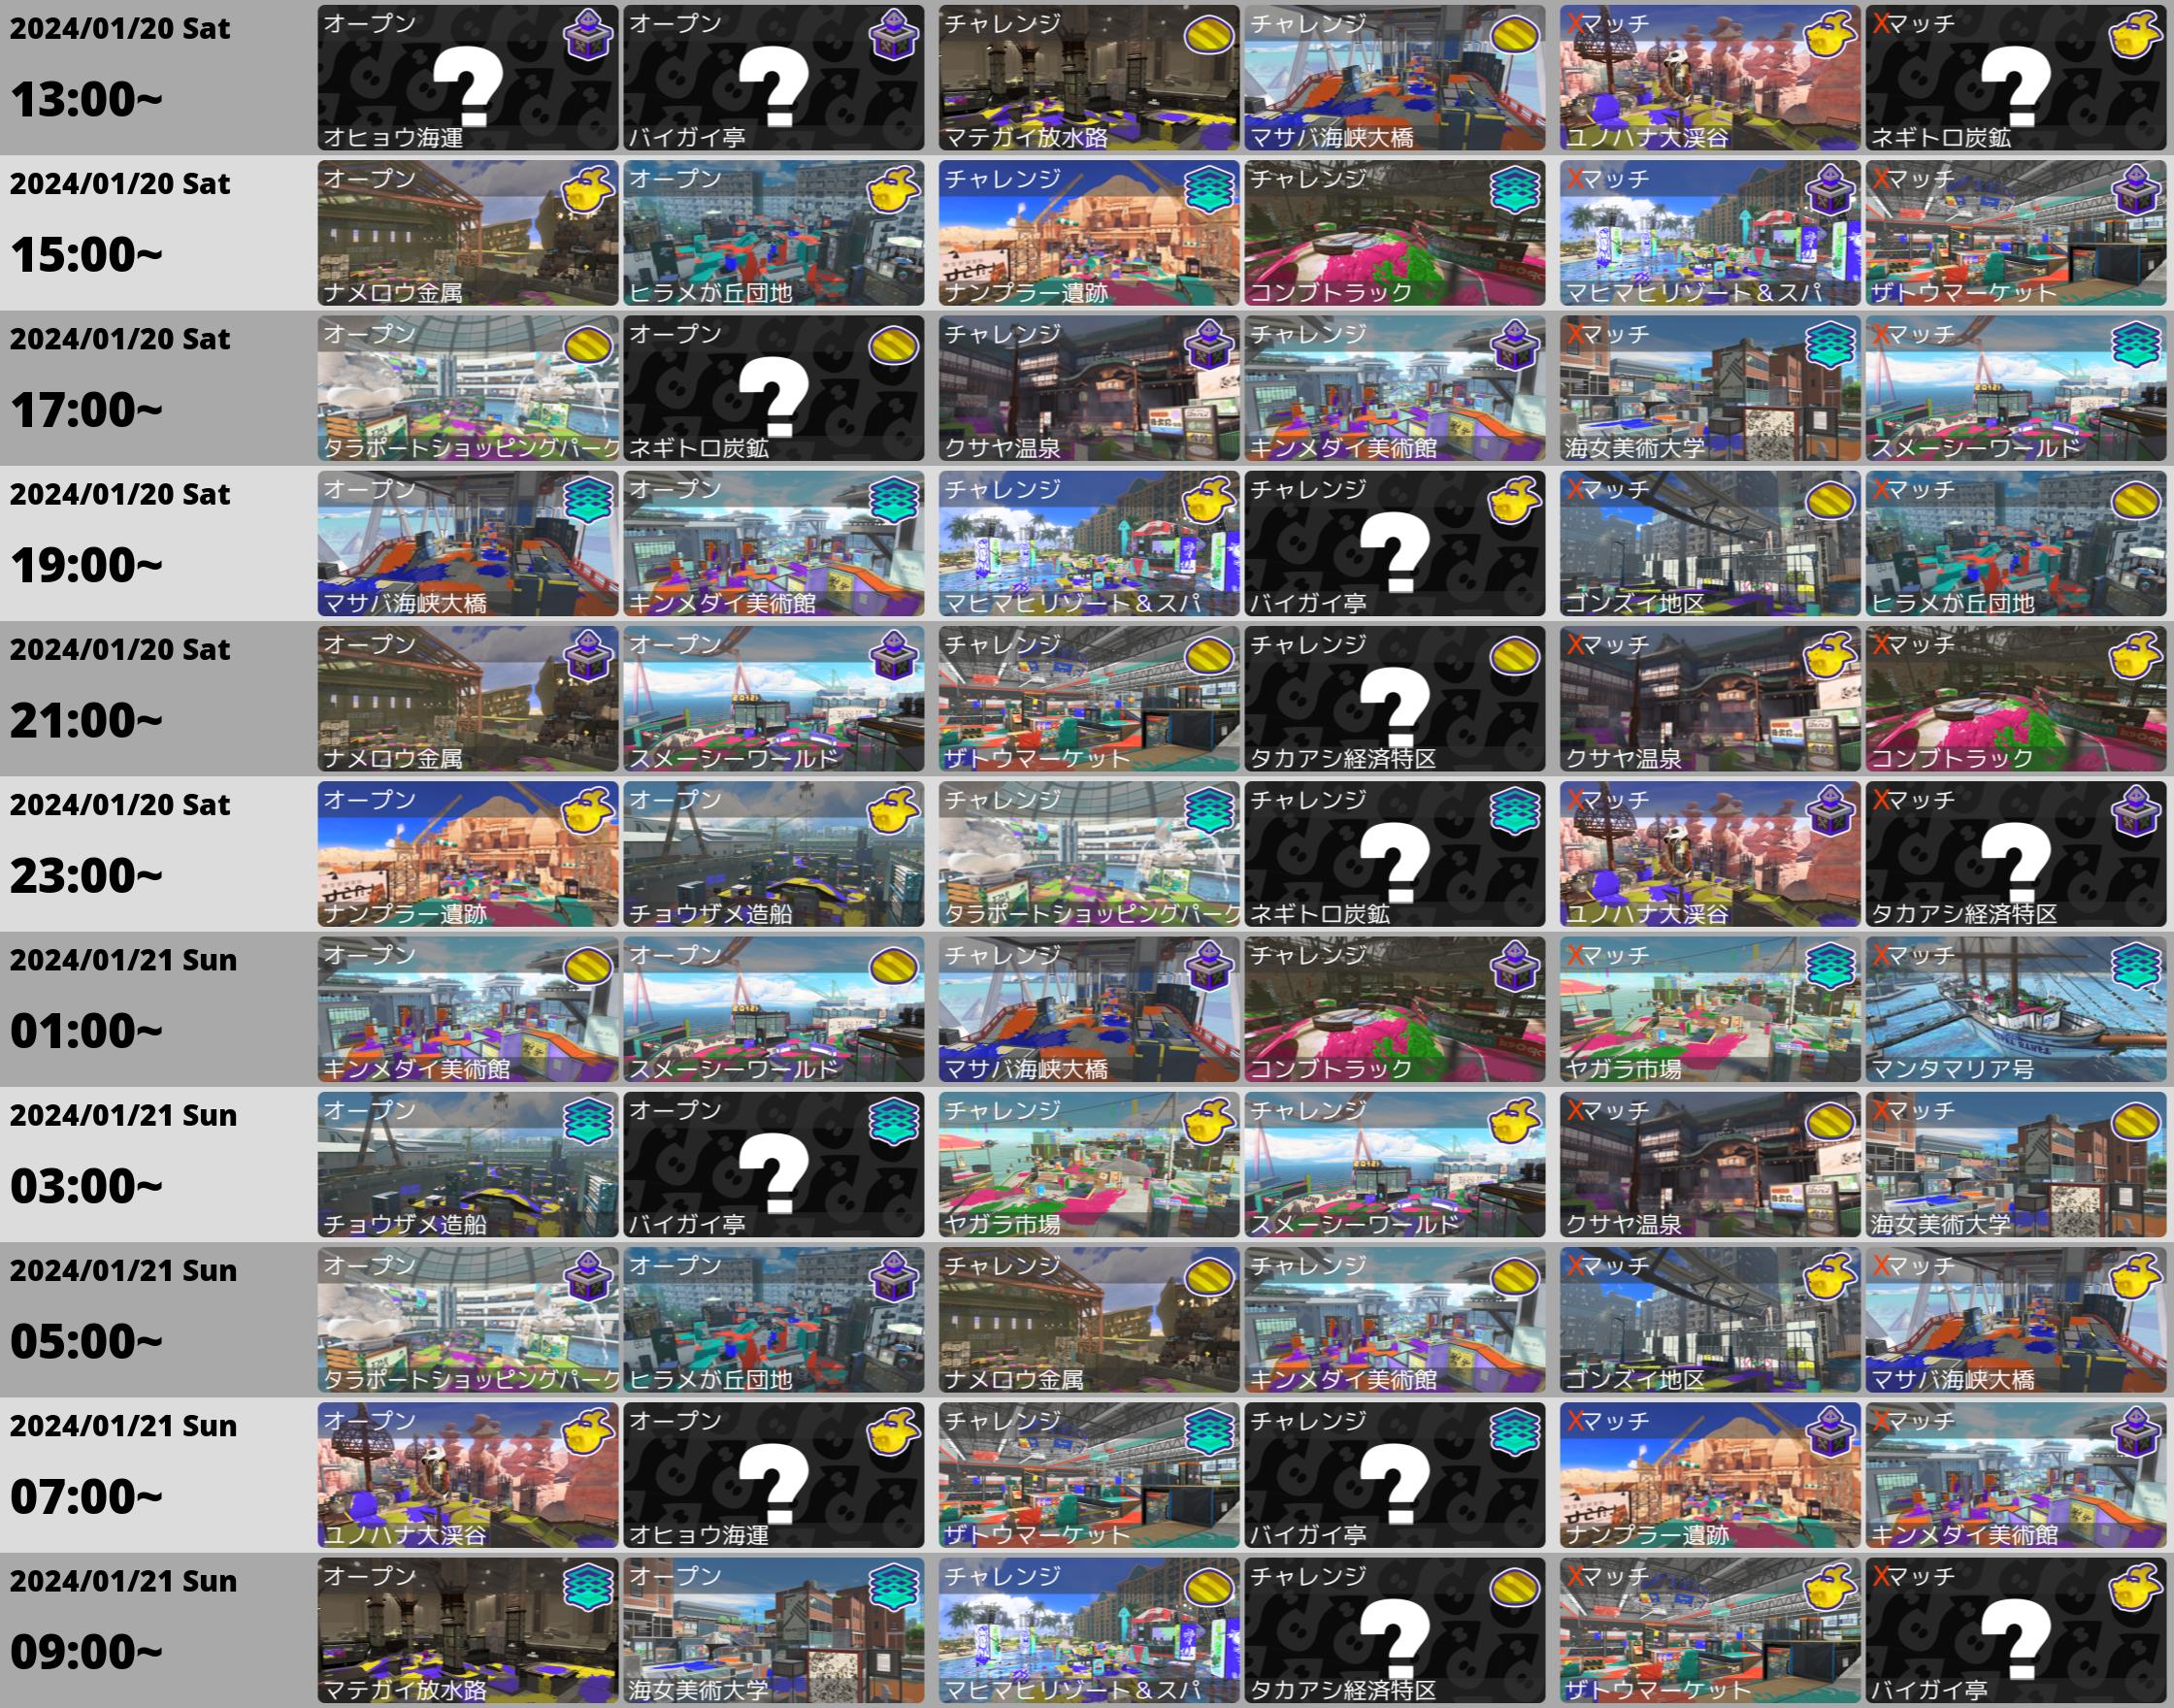 2024/01/20 Sat
13:00~
オープン オープン チャレンジ チャレンジ Xマッチ Xマッチ
オヒョウ海運 バイガイ亭 マテガイ放水路 マサバ海峡大橋 ユノハナ大渓谷 ネギトロ炭鉱
2024/01/20 Sat
15:00~
オープン オープン チャレンジ チャレンジ Xマッチ Xマッチ
ナメロウ金属 ヒラメが丘団地 ナンプラー遺跡 コンブトラック マヒマヒリゾート&スパ ザトウマーケット
2024/01/20 Sat
17:00~
オープン オープン チャレンジ チャレンジ Xマッチ Xマッチ
タラポートショッピングパーク ネギトロ炭鉱 クサヤ温泉 キンメダイ美術館 海女美術大学 スメーシーワールド
2024/01/20 Sat
19:00~
オープン オープン チャレンジ チャレンジ Xマッチ Xマッチ
マサバ海峡大橋 キンメダイ美術館 マヒマヒリゾート&スパ バイガイ亭 ゴンズイ地区 ヒラメが丘団地
2024/01/20 Sat
21:00~
オープン オープン チャレンジ チャレンジ Xマッチ Xマッチ
ナメロウ金属 スメーシーワールド ザトウマーケット タカアシ経済特区 クサヤ温泉 コンブトラック
2024/01/20 Sat
23:00~
オープン オープン チャレンジ チャレンジ Xマッチ Xマッチ
ナンプラー遺跡 チョウザメ造船 タラポートショッピングパーク ネギトロ炭鉱 ユノハナ大渓谷 タカアシ経済特区
2024/01/21 Sun
01:00~
オープン オープン チャレンジ チャレンジ Xマッチ Xマッチ
キンメダイ美術館 スメーシーワールド マサバ海峡大橋 コンブトラック ヤガラ市場 マンタマリア号
2024/01/21 Sun
03:00~
オープン オープン チャレンジ チャレンジ Xマッチ Xマッチ
チョウザメ造船 バイガイ亭 ヤガラ市場 スメーシーワールド クサヤ温泉 海女美術大学
2024/01/21 Sun
05:00~
オープン オープン チャレンジ チャレンジ Xマッチ Xマッチ
タラポートショッピングパーク ヒラメが丘団地 ナメロウ金属 キンメダイ美術館 ゴンズイ地区 マサバ海峡大橋
2024/01/21 Sun
07:00~
オープン オープン チャレンジ チャレンジ Xマッチ Xマッチ
ユノハナ大渓谷 オヒョウ海運 ザトウマーケット バイガイ亭 ナンプラー遺跡 キンメダイ美術館
2024/01/21 Sun
09:00~
オープン オープン チャレンジ チャレンジ Xマッチ Xマッチ
マテガイ放水路 海女美術大学 マヒマヒリゾート&スパ タカアシ経済特区 ザトウマーケット バイガイ亭